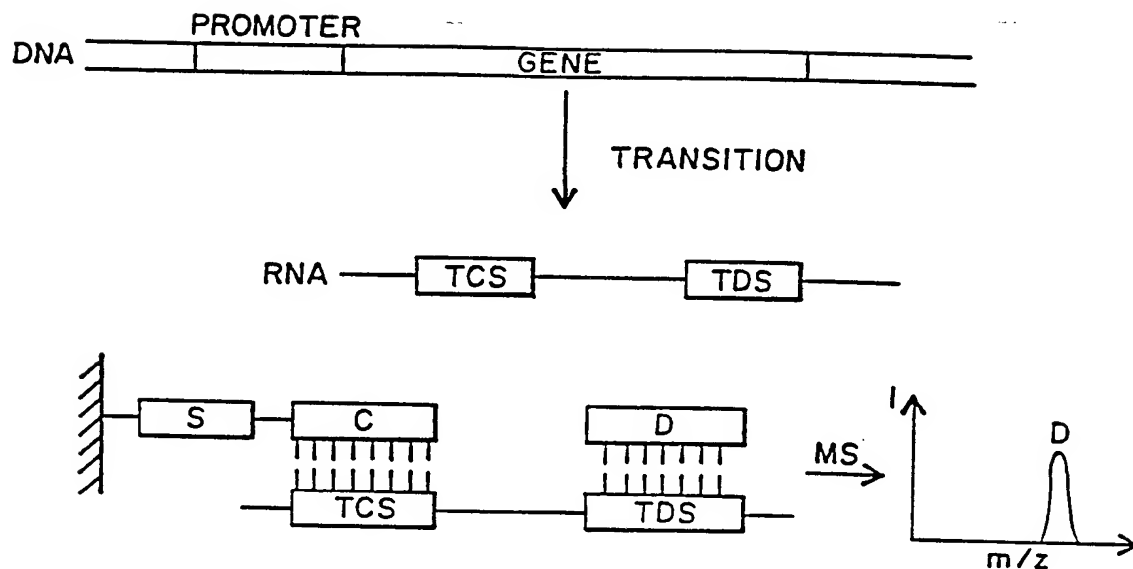 PROMOTER
DNA
GENE
TRANSITION
RNA
TCS
TDS
S
C
D
TCS
TDS
MS
I
D
m/z